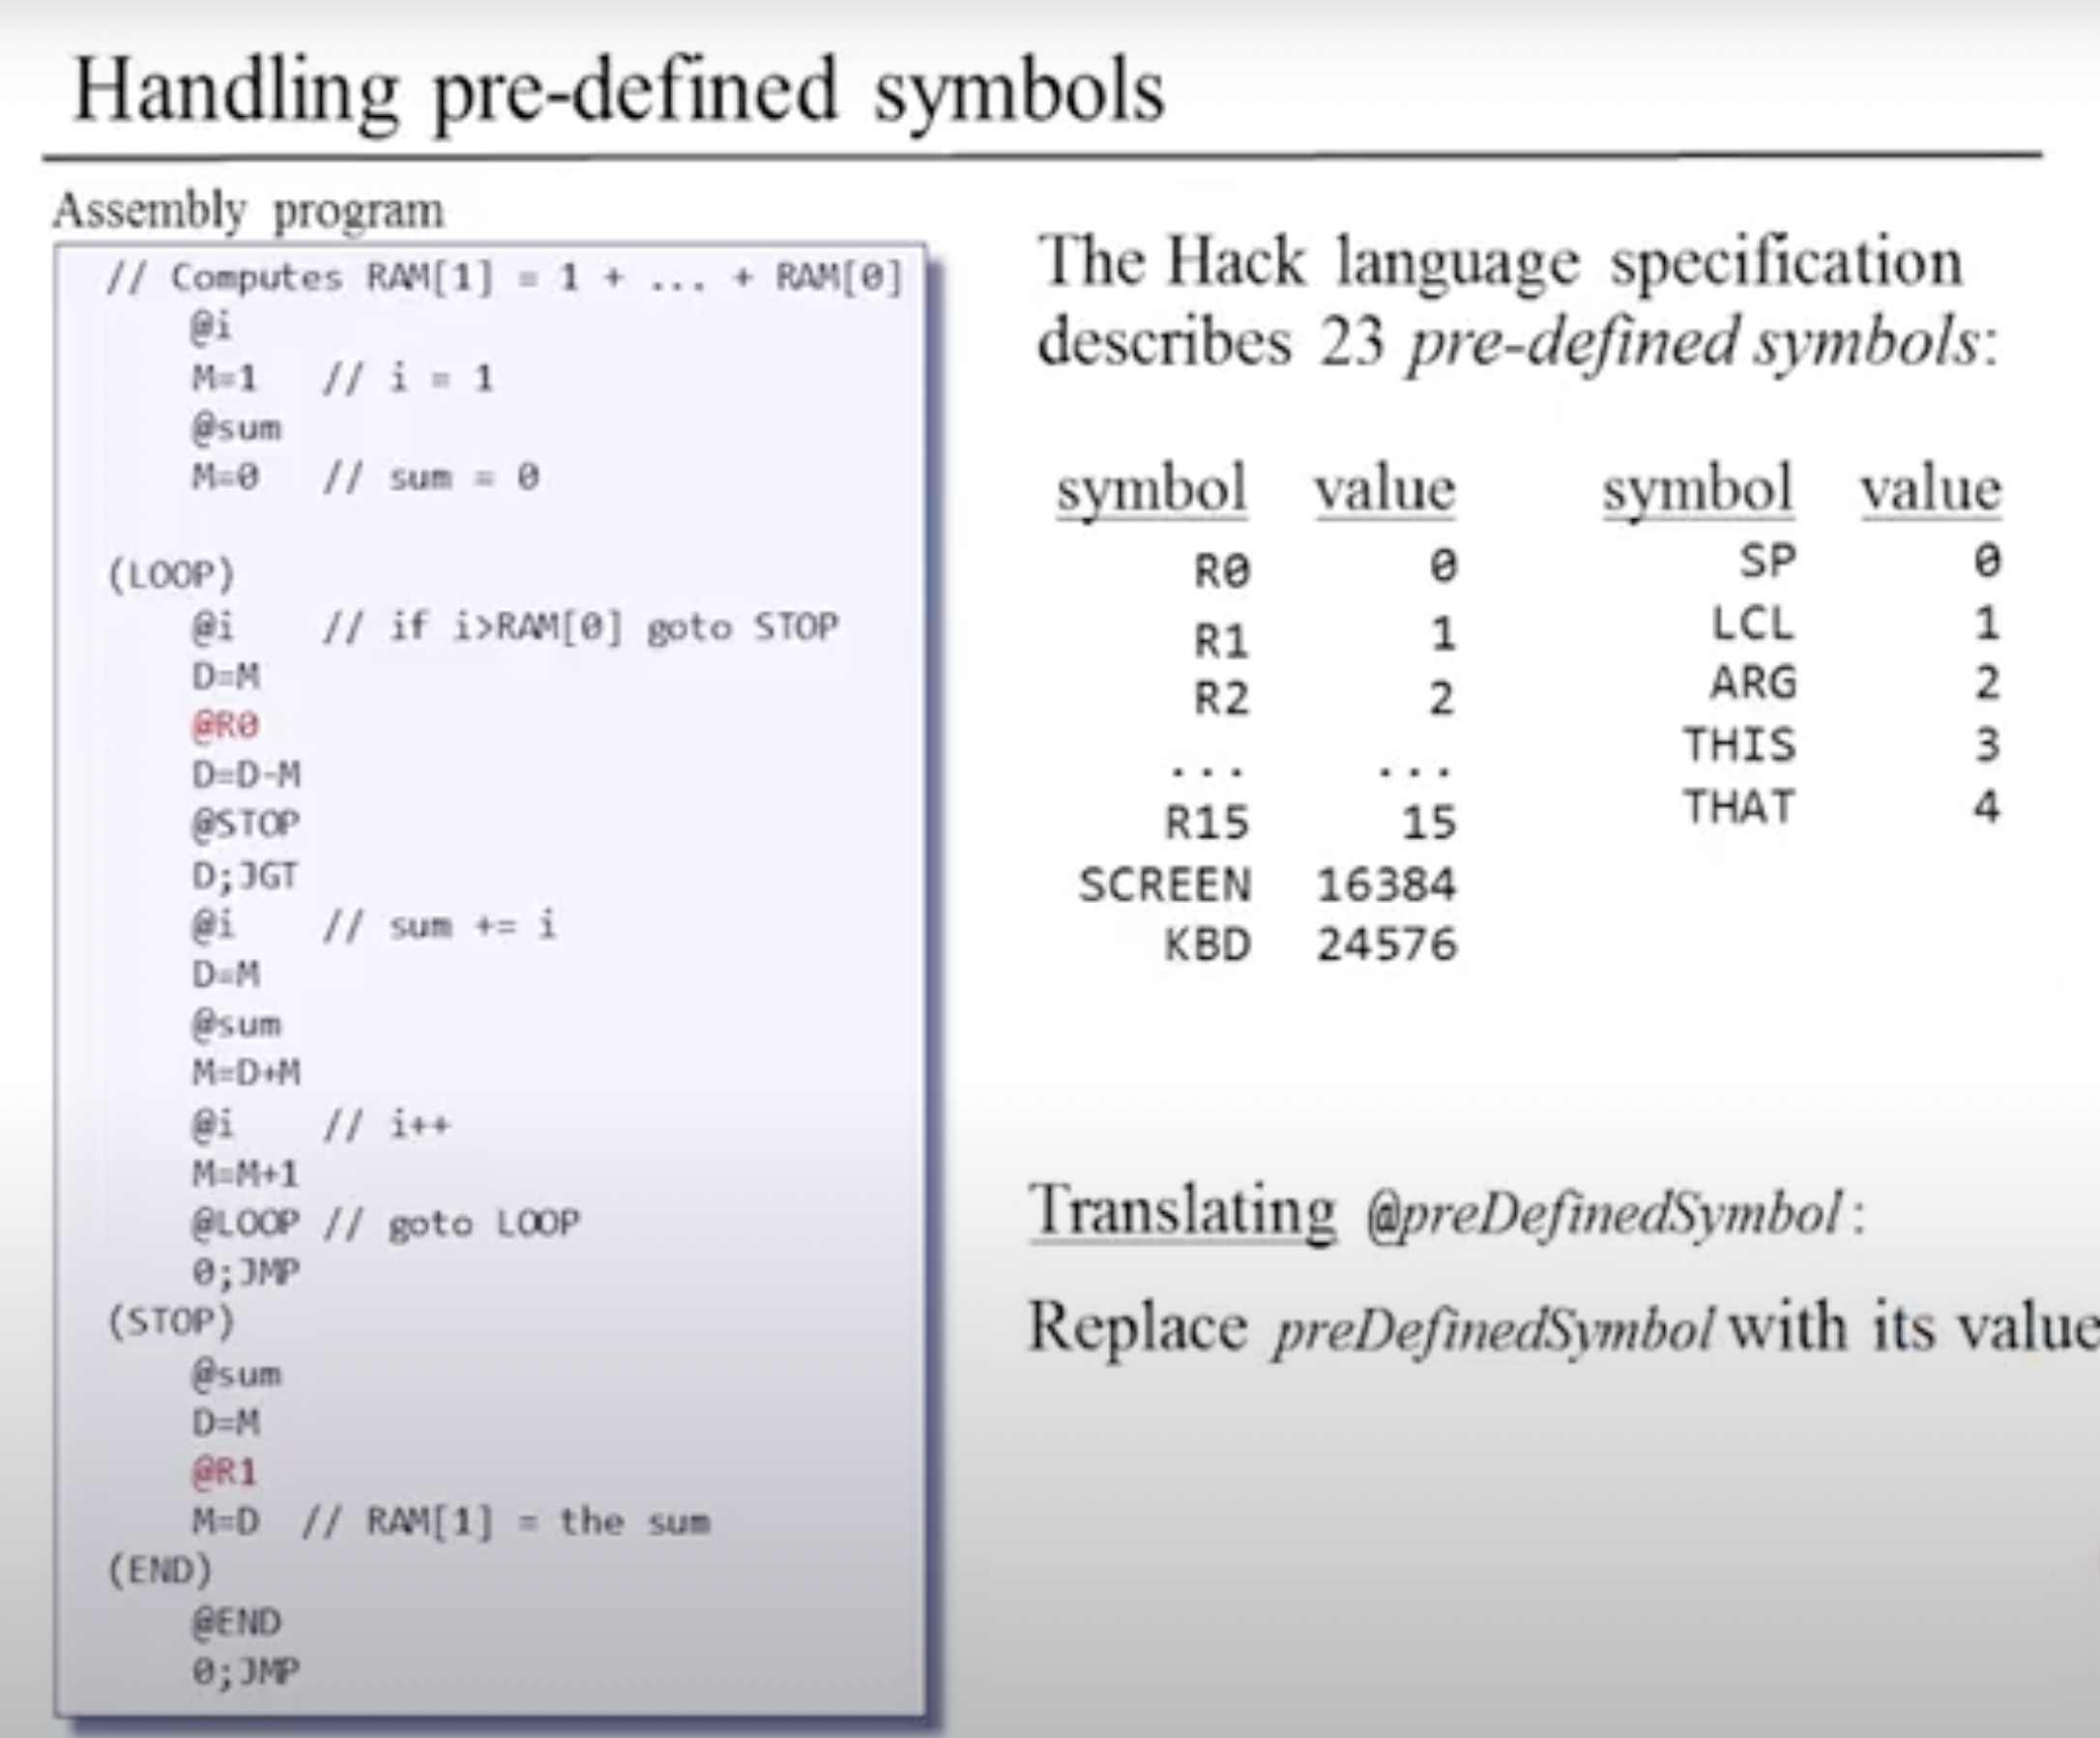 Handling pre-defined symbols
Assembly program
// Computes RAM[1] = 1 + ... + RAM[0]
@i
M=1 // i = 1
@sum
M=0 // sum = 0
(LOOP)
@i // if i>RAM[0] goto STOP
D=M
@R0
D=D-M
@STOP
D;JGT
@i // sum += i
D=M
@sum
M=D+M
@i // i++
M=M+1
@LOOP // goto LOOP
0;JMP
(STOP)
@sum
D=M
@R1
M=D // RAM[1] = the sum
(END)
@END
0;JMP
The Hack language specification
describes 23 pre-defined symbols:
symbol value
R0 0
R1 1
R2 2
... ...
R15 15
SCREEN 16384
KBD 24576
symbol value
SP 0
LCL 1
ARG 2
THIS 3
THAT 4
Translating @preDefinedSymbol:
Replace preDefinedSymbol with its value